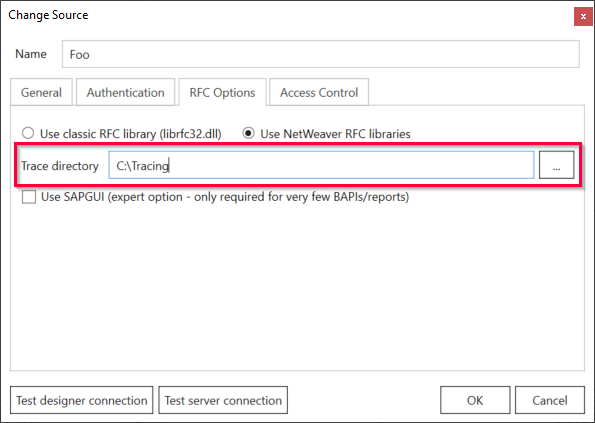 Change Source
x
Name Foo
General Authentication RFC Options Access Control
Use classic RFC library (librfc32.dll) Use NetWeaver RFC libraries
Trace directory C:\Tracing ...
Use SAPGUI (expert option - only required for very few BAPIs/reports)
Test designer connection Test server connection OK Cancel